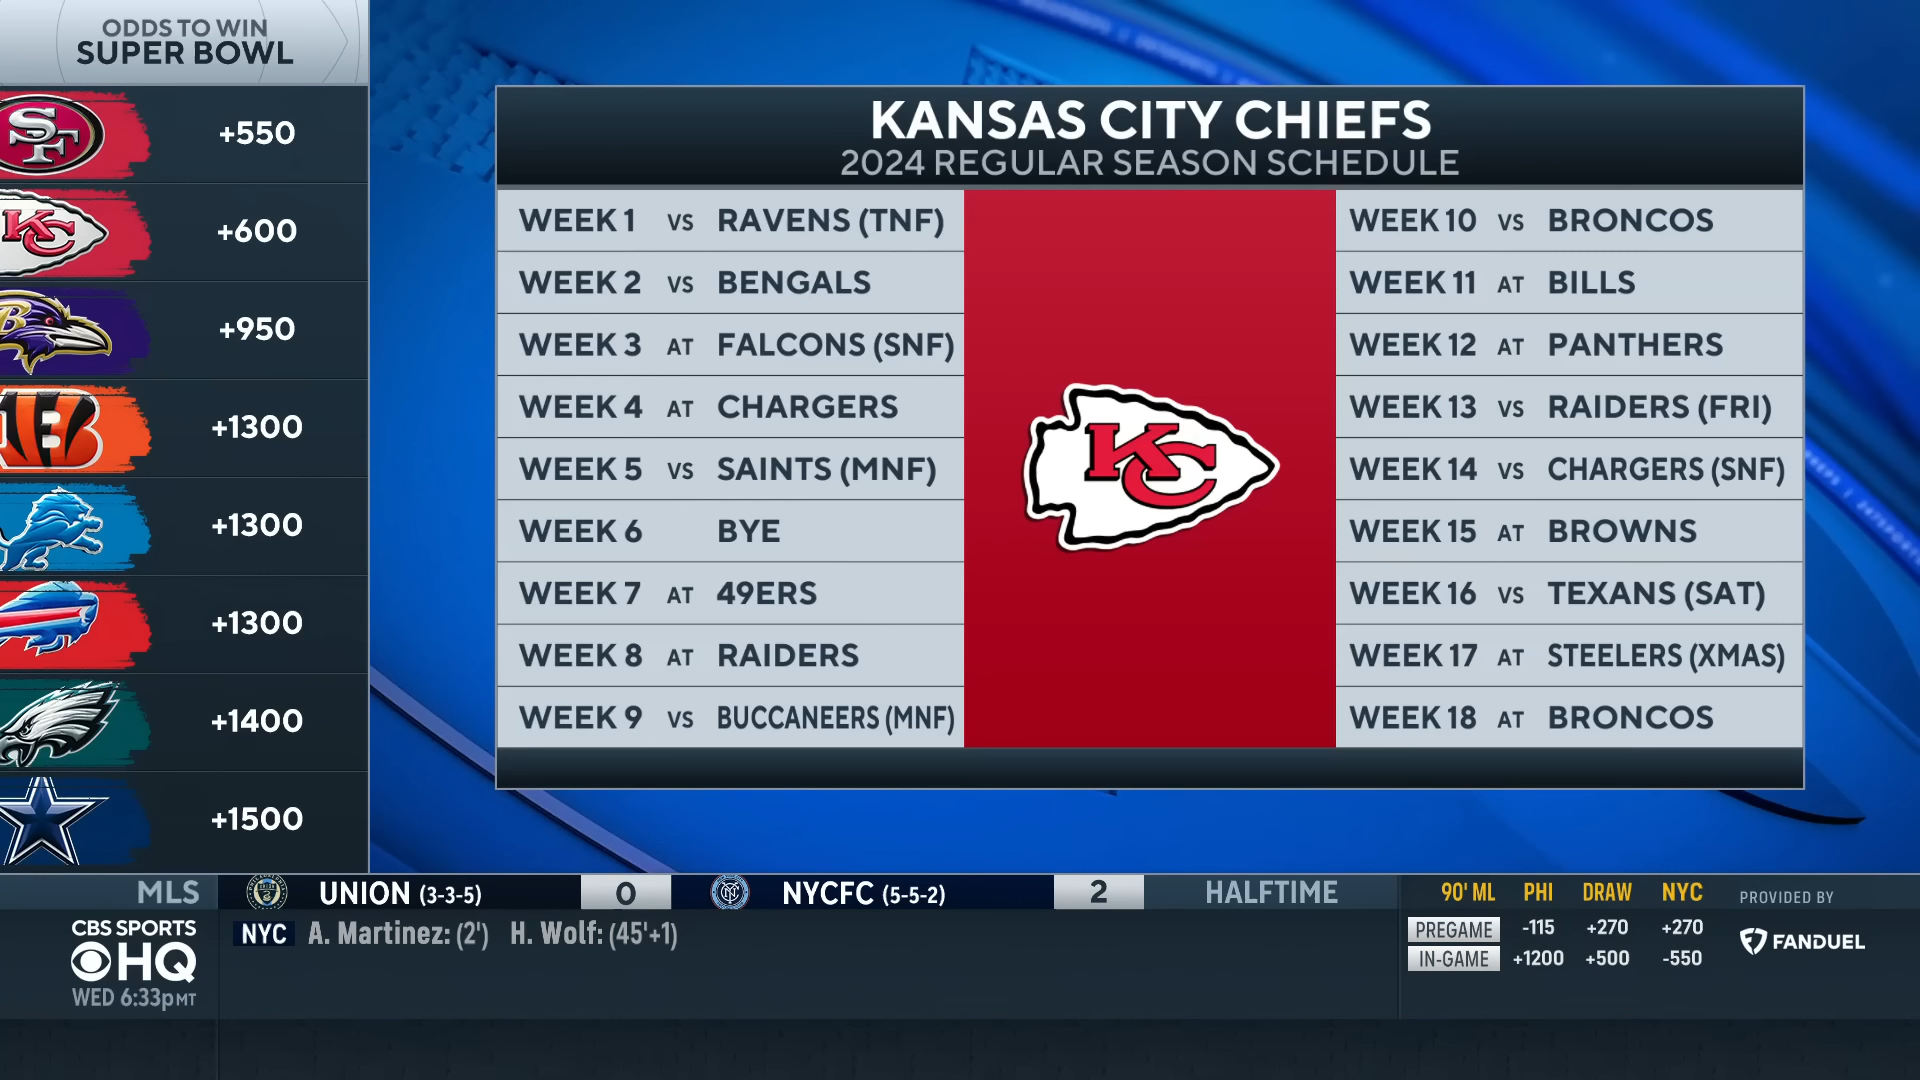 ODDS TO WIN
SUPER BOWL
+550
+600
+950
+1300
+1300
+1300
+1400
+1500
KANSAS CITY CHIEFS
2024 REGULAR SEASON SCHEDULE
WEEK 1 VS RAVENS (TNF)
WEEK 2 VS BENGALS
WEEK 3 AT FALCONS (SNF)
WEEK 4 AT CHARGERS
WEEK 5 VS SAINTS (MNF)
WEEK 6 BYE
WEEK 7 AT 49ERS
WEEK 8 AT RAIDERS
WEEK 9 VS BUCCANEERS (MNF)
KC
WEEK 10 VS BRONCOS
WEEK 11 AT BILLS
WEEK 12 AT PANTHERS
WEEK 13 VS RAIDERS (FRI)
WEEK 14 VS CHARGERS (SNF)
WEEK 15 AT BROWNS
WEEK 16 VS TEXANS (SAT)
WEEK 17 AT STEELERS (XMAS)
WEEK 18 AT BRONCOS
MLS UNION (3-3-5) 0 NYCFC (5-5-2) 2 HALFTIME
NYC A. Martinez: (2') H. Wolf: (45'+1)
CBS SPORTS
HQ
WED 6:33pMT
90' ML PHI DRAW NYC
PREGAME -115 +270 +270
IN-GAME +1200 +500 -550
PROVIDED BY
FANDUEL